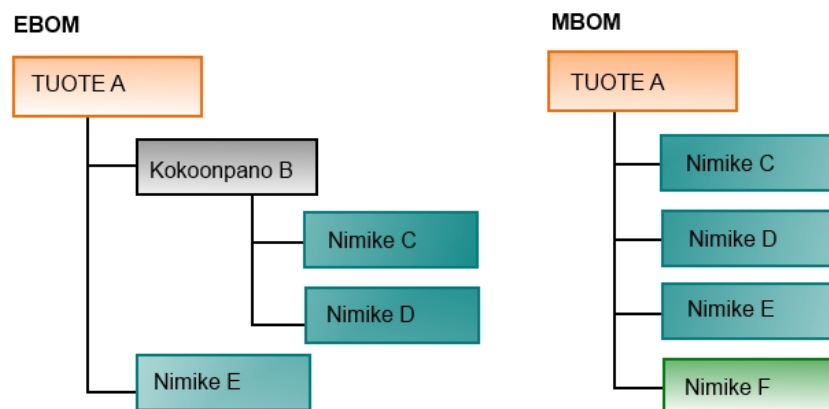 EBOM
TUOTE A
Kokoonpano B
Nimike C
Nimike D
Nimike E
MBOM
TUOTE A
Nimike C
Nimike D
Nimike E
Nimike F